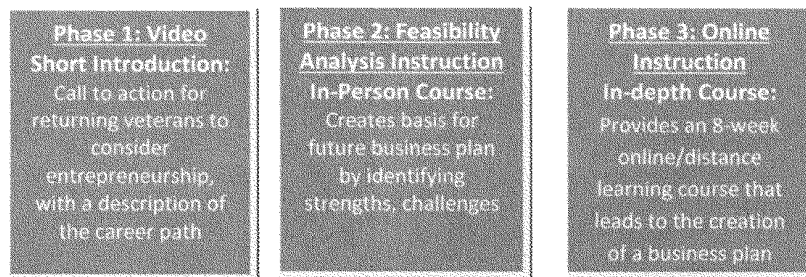 Phase 1: Video
Short Introduction:
Call to action for
returning veterans to
consider
entrepreneurship,
with a description of
the career path
Phase 2: Feasibility
Analysis Instruction
In-Person Course:
Creates basis for
future business plan
by identifying
strengths, challenges
Phase 3: Online
Instruction
In-depth Course:
Provides an 8-week
online/distance
learning course that
leads to the creation
of a business plan